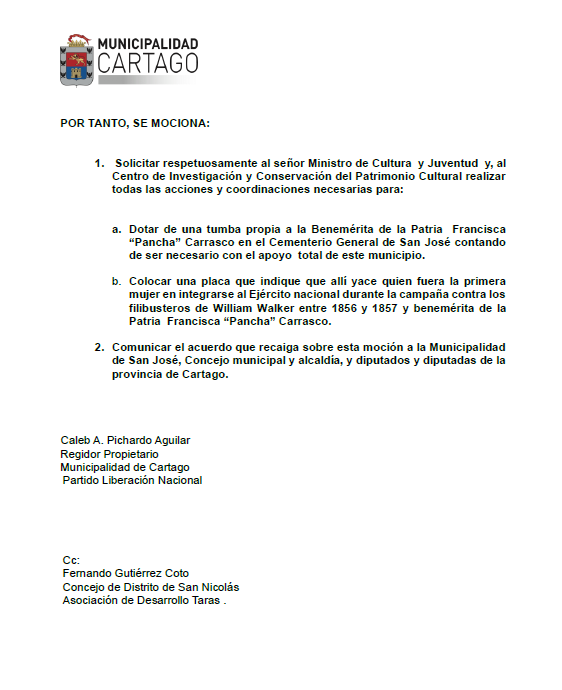 MUNICIPALIDAD
CARTAGO
POR TANTO, SE MOCIONA:
1. Solicitar respetuosamente al señor Ministro de Cultura y Juventud y, al
Centro de Investigación y Conservación del Patrimonio Cultural realizar
todas las acciones y coordinaciones necesarias para:
a. Dotar de una tumba propia a la Benemérita de la Patria Francisca
“Pancha” Carrasco en el Cementerio General de San José contando
de ser necesario con el apoyo total de este municipio.
b. Colocar una placa que indique que allí yace quien fuera la primera
mujer en integrarse al Ejército nacional durante la campaña contra los
filibusteros de William Walker entre 1856 y 1857 y benemérita de la
Patria Francisca “Pancha” Carrasco.
2. Comunicar el acuerdo que recaiga sobre esta moción a la Municipalidad
de San José, Concejo municipal y alcaldía, y diputados y diputadas de la
provincia de Cartago.
Caleb A. Pichardo Aguilar
Regidor Propietario
Municipalidad de Cartago
Partido Liberación Nacional
Cc:
Fernando Gutiérrez Coto
Concejo de Distrito de San Nicolás
Asociación de Desarrollo Taras .